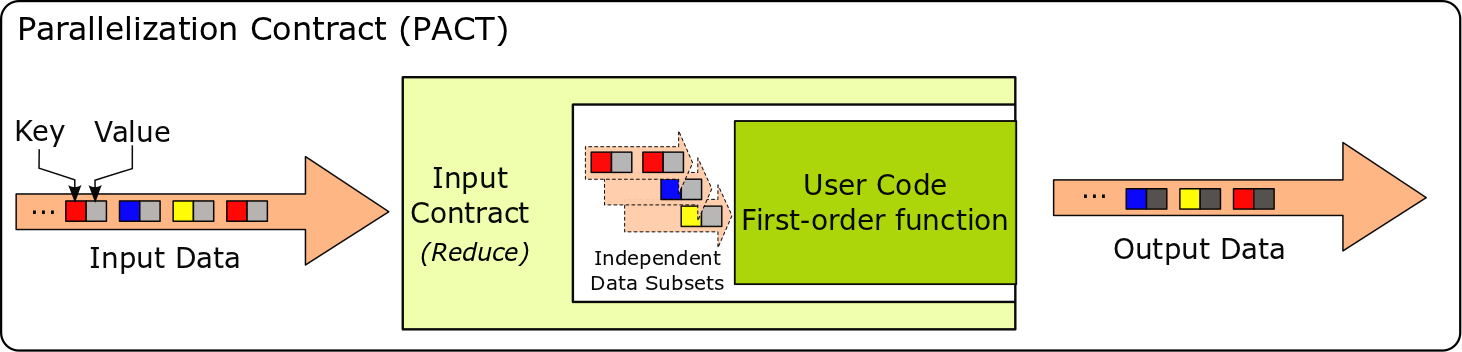 Parallelization Contract (PACT)
Key Value
...
Input Data
Input
Contract
(Reduce)
Independent
Data Subsets
User Code
First-order function
...
Output Data